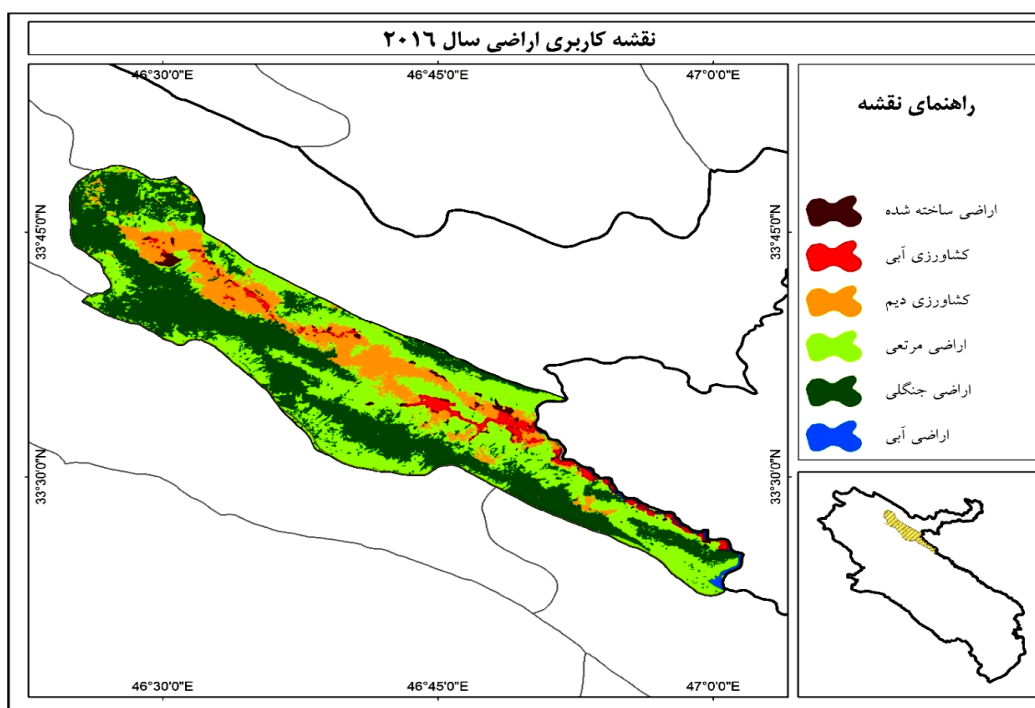 نقشه کاربری اراضی سال ٢٠١٦
46°30'0"E
46°45'0"E
47°0'0"E
33°45'0"N
33°30'0"N
33°45'0"N
33°30'0"N
46°30'0"E
46°45'0"E
47°0'0"E
راهنمای نقشه
اراضی ساخته شده
کشاورزی آبی
کشاورزی دیم
اراضی مرتعی
اراضی جنگلی
اراضی آبی